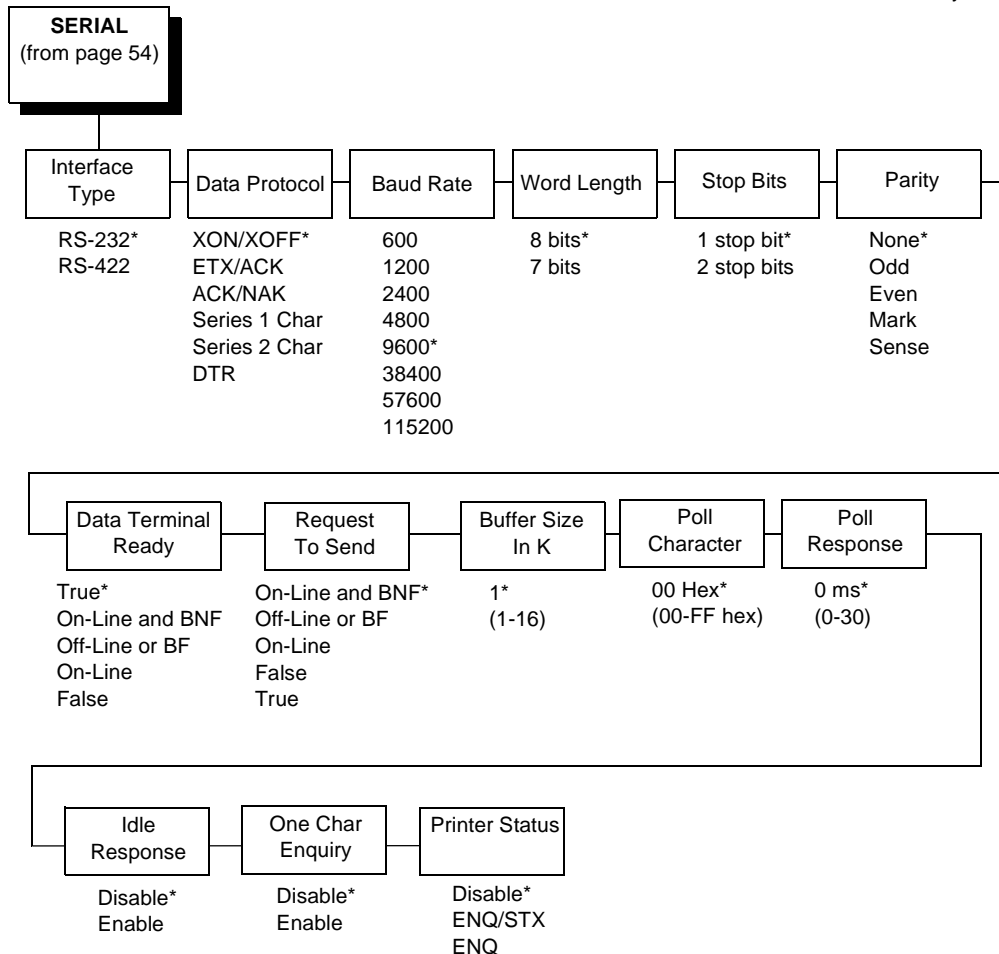 SERIAL
(from page 54)
Interface
Type
RS-232*
RS-422
Data Protocol
XON/XOFF*
ETX/ACK
ACK/NAK
Series 1 Char
Series 2 Char
DTR
Baud Rate
600
1200
2400
4800
9600*
38400
57600
115200
Word Length
8 bits*
7 bits
Stop Bits
1 stop bit*
2 stop bits
Parity
None*
Odd
Even
Mark
Sense
Data Terminal
Ready
True*
On-Line and BNF
Off-Line or BF
On-Line
False
Request
To Send
On-Line and BNF*
Off-Line or BF
On-Line
False
True
Buffer Size
In K
1*
(1-16)
Poll
Character
00 Hex*
(00-FF hex)
Poll
Response
0 ms*
(0-30)
Idle
Response
Disable*
Enable
One Char
Enquiry
Disable*
Enable
Printer Status
Disable*
ENQ/STX
ENQ